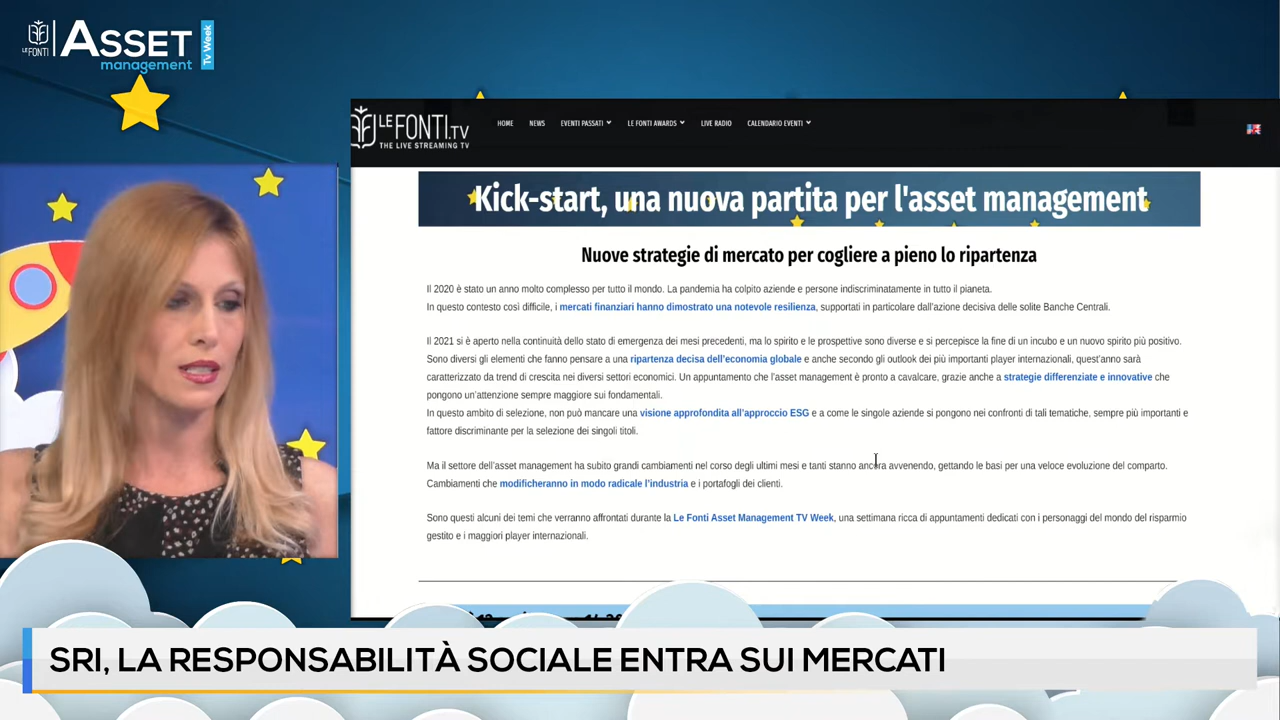 LE FONTI
ASSET
management
Tv Week
LE FONTI.TV
THE LIVE STREAMING TV
HOME NEWS EVENTI PASSATI LE FONTI AWARDS LIVE RADIO CALENDARIO EVENTI
Kick-start, una nuova partita per l'asset management
Nuove strategie di mercato per cogliere a pieno lo ripartenza
Il 2020 è stato un anno molto complesso per tutto il mondo. La pandemia ha colpito aziende e persone indiscriminatamente in tutto il pianeta.
In questo contesto così difficile, i mercati finanziari hanno dimostrato una notevole resilienza, supportati in particolare dall'azione decisiva delle solite Banche Centrali.
Il 2021 si è aperto nella continuità dello stato di emergenza dei mesi precedenti, ma lo spirito e le prospettive sono diverse e si percepisce la fine di un incubo e un nuovo spirito più positivo.
Sono diversi gli elementi che fanno pensare a una ripartenza decisa dell'economia globale e anche secondo gli outlook dei più importanti player internazionali, quest'anno sarà
caratterizzato da trend di crescita nei diversi settori economici. Un appuntamento che l'asset management è pronto a cavalcare, grazie anche a strategie differenziate e innovative che
pongono un'attenzione sempre maggiore sui fondamentali.
In questo ambito di selezione, non può mancare una visione approfondita all'approccio ESG e a come le singole aziende si pongono nei confronti di tali tematiche, sempre più importanti e
fattore discriminante per la selezione dei singoli titoli.
Ma il settore dell'asset management ha subito grandi cambiamenti nel corso degli ultimi mesi e tanti stanno ancora avvenendo, gettando le basi per una veloce evoluzione del comparto.
Cambiamenti che modificheranno in modo radicale l'industria e i portafogli dei clienti.
Sono questi alcuni dei temi che verranno affrontati durante la Le Fonti Asset Management TV Week, una settimana ricca di appuntamenti dedicati con i personaggi del mondo del risparmio
gestito e i maggiori player internazionali.
SRI, LA RESPONSABILITÀ SOCIALE ENTRA SUI MERCATI